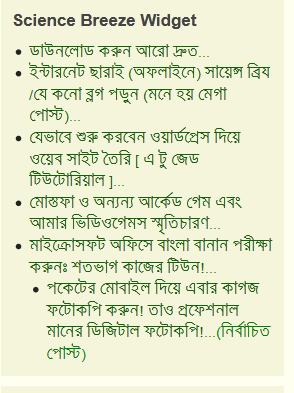 Science Breeze Widget
ডাউনলোড করুন আরো দ্রুত...
ইন্টারনেট ছারাই (অফলাইনে) সায়েন্স ব্রিয
/যে কনো ব্লগ পড়ুন (মনে হয় মেগা
পোস্ট)...
যেভাবে শুরু করবেন ওয়ার্ডপ্রেস দিয়ে
ওয়েব সাইট তৈরি [ এ টু জেড
টিউটোরিয়াল ]...
মোস্তফা ও অন্যন্য আর্কেড গেম এবং
আমার ভিডিওগেমস স্মৃতিচারণ...
মাইক্রোসফট অফিসে বাংলা বানান পরীক্ষা
করুনঃ শতভাগ কাজের টিউন!...
পকেটের মোবাইল দিয়ে এবার কাগজ
ফটোকপি করুন! তাও প্রফেশনাল
মানের ডিজিটাল ফটোকপি!...(নির্বাচিত
পোস্ট)